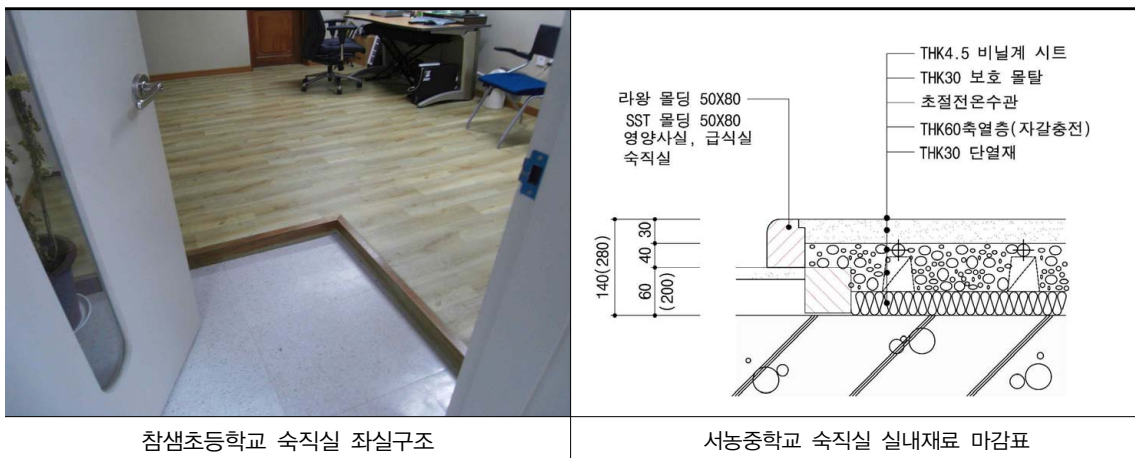 THK4.5 비닐계 시트
THK30 보호 몰탈
초절전온수관
THK60축열층(자갈충전)
THK30 단열재
라왕 몰딩 50X80
SST 몰딩 50X80
영양사실, 급식실
숙직실
140(280)
30
40
60
(200)
참샘초등학교 숙직실 좌실구조
서농중학교 숙직실 실내재료 마감표